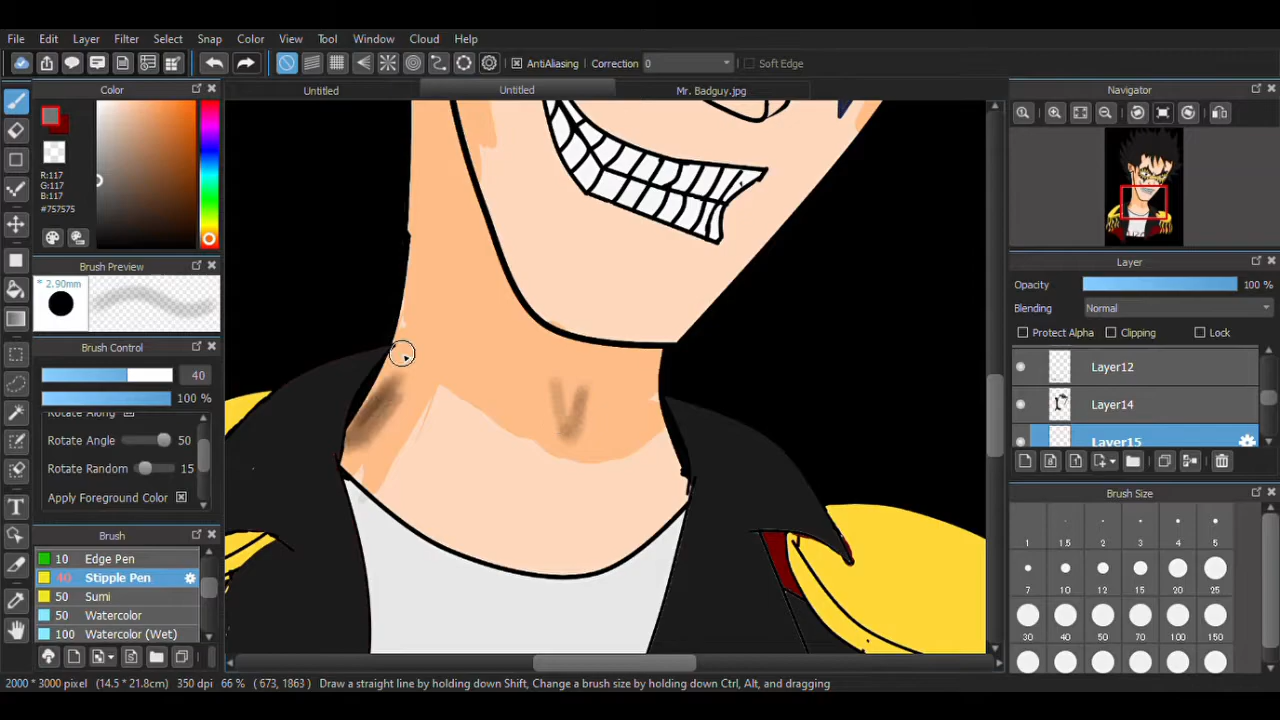 File Edit Layer Filter Select Snap Color View Tool Window Cloud Help
AntiAliasing Correction 0 Soft Edge
Color
Untitled Untitled Mr. Badguy.jpg
Navigator
R:117
G:117
B:117
#757575
Brush Preview
* 2.90mm
Layer
Opacity 100 %
Blending Normal
Protect Alpha Clipping Lock
Brush Control
40
100 %
Rotate Along
Rotate Angle 50
Rotate Random 15
Apply Foreground Color
Layer12
Layer14
Layer15
Brush
10 Edge Pen
40 Stipple Pen
50 Sumi
50 Watercolor
100 Watercolor (Wet)
Brush Size
1 1.5 2 3 4 5
7 10 12 15 20 25
30 40 50 70 100 150
2000 * 3000 pixel (14.5 * 21.8cm) 350 dpi 66 % ( 673, 1863 ) Draw a straight line by holding down Shift, Change a brush size by holding down Ctrl, Alt, and dragging